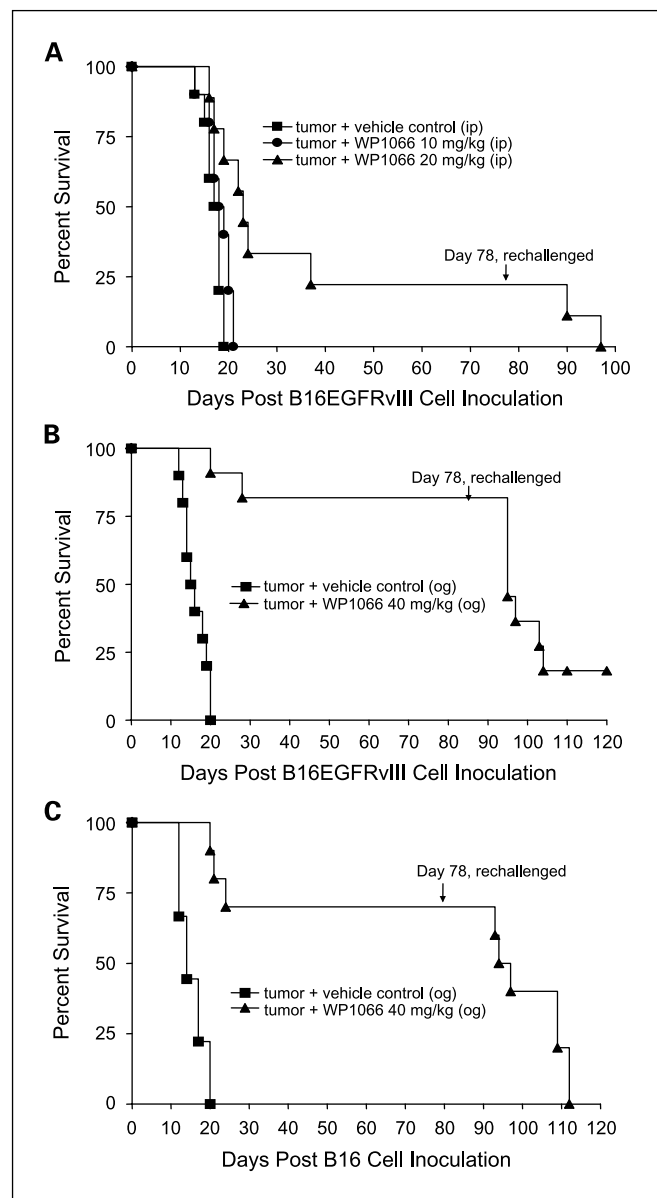 A
100
75
50
25
0
Percent Survival
tumor + vehicle control (ip)
tumor + WP1066 10 mg/kg (ip)
tumor + WP1066 20 mg/kg (ip)
Day 78, rechallenged
0 10 20 30 40 50 60 70 80 90 100
Days Post B16EGFRvIII Cell Inoculation
B
100
75
50
25
0
Percent Survival
Day 78, rechallenged
tumor + vehicle control (og)
tumor + WP1066 40 mg/kg (og)
0 10 20 30 40 50 60 70 80 90 100 110 120
Days Post B16EGFRvIII Cell Inoculation
C
100
75
50
25
0
Percent Survival
Day 78, rechallenged
tumor + vehicle control (og)
tumor + WP1066 40 mg/kg (og)
0 10 20 30 40 50 60 70 80 90 100 110 120
Days Post B16 Cell Inoculation